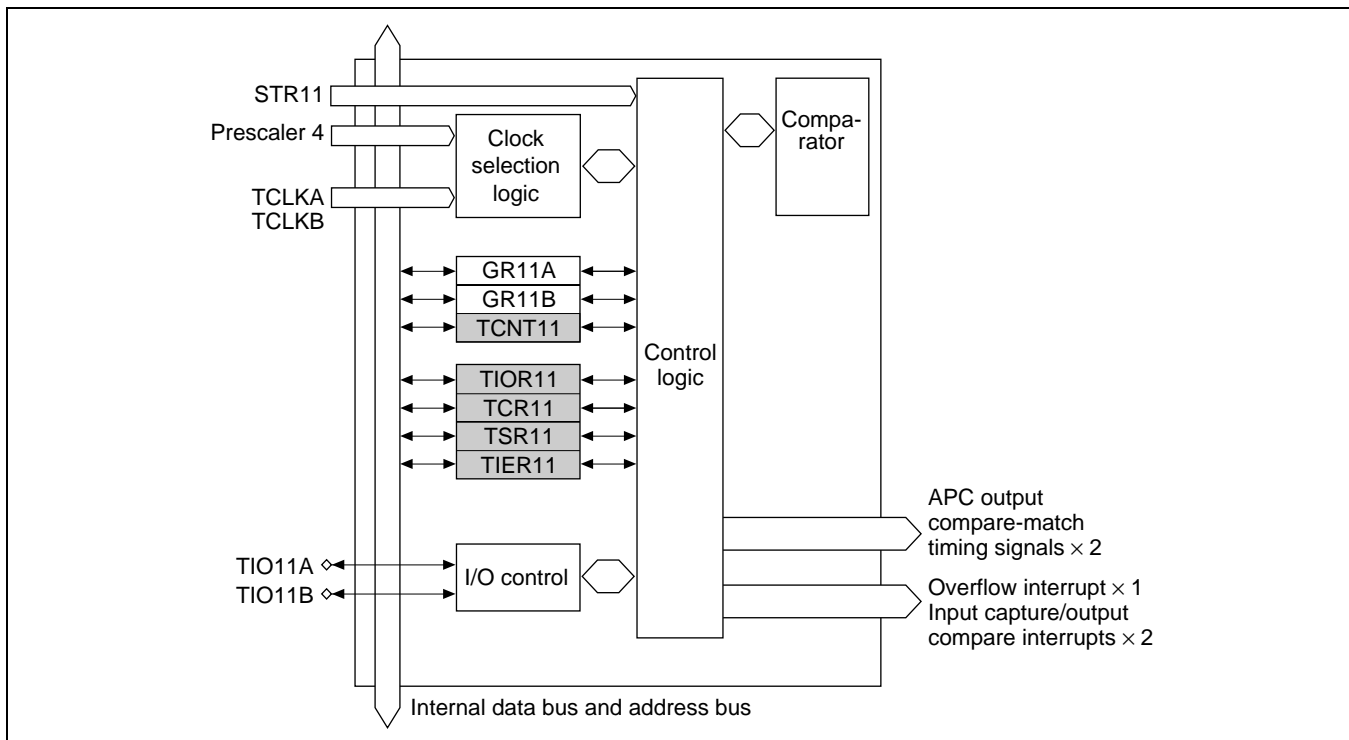 STR11
Prescaler 4
TCLKA
TCLKB
Clock
selection
logic
Compa-
rator
GR11A
GR11B
TCNT11
Control
logic
TIOR11
TCR11
TSR11
TIER11
APC output
compare-match
timing signals × 2
TIO11A
TIO11B
I/O control
Overflow interrupt × 1
Input capture/output
compare interrupts × 2
Internal data bus and address bus